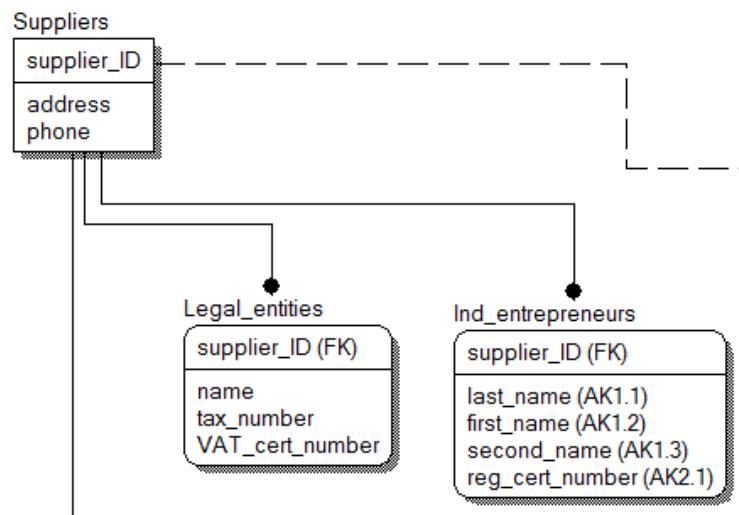 Suppliers
supplier_ID
address
phone
Legal_entities
supplier_ID (FK)
name
tax_number
VAT_cert_number
Ind_entrepreneurs
supplier_ID (FK)
last_name (AK1.1)
first_name (AK1.2)
second_name (AK1.3)
reg_cert_number (AK2.1)